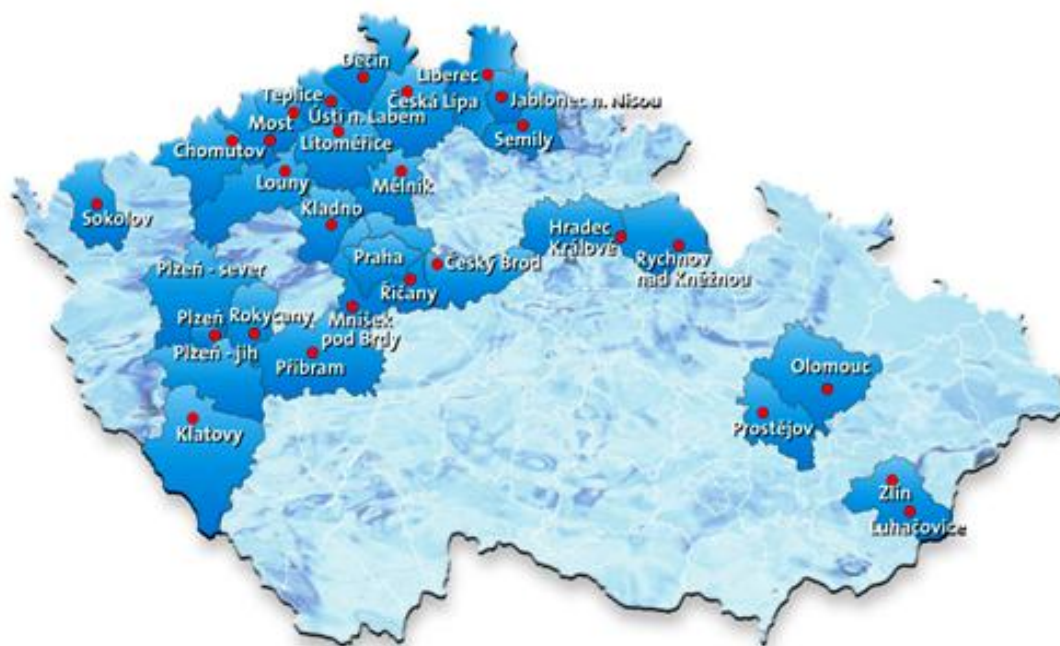 Děčín
Liberec
Teplice
Česká Lípa
Jablonec n. Nisou
Ústí n. Labem
Most
Semily
Chomutov
Litoměřice
Louny
Mělník
Sokolov
Kladno
Hradec
Králové
Praha
Český Brod
Rychnov
nad Kněžnou
Plzeň - sever
Říčany
Plzeň
Rokycany
Mníšek
pod Brdy
Plzeň - jih
Příbram
Olomouc
Klatovy
Prostějov
Zlín
Luhačovice